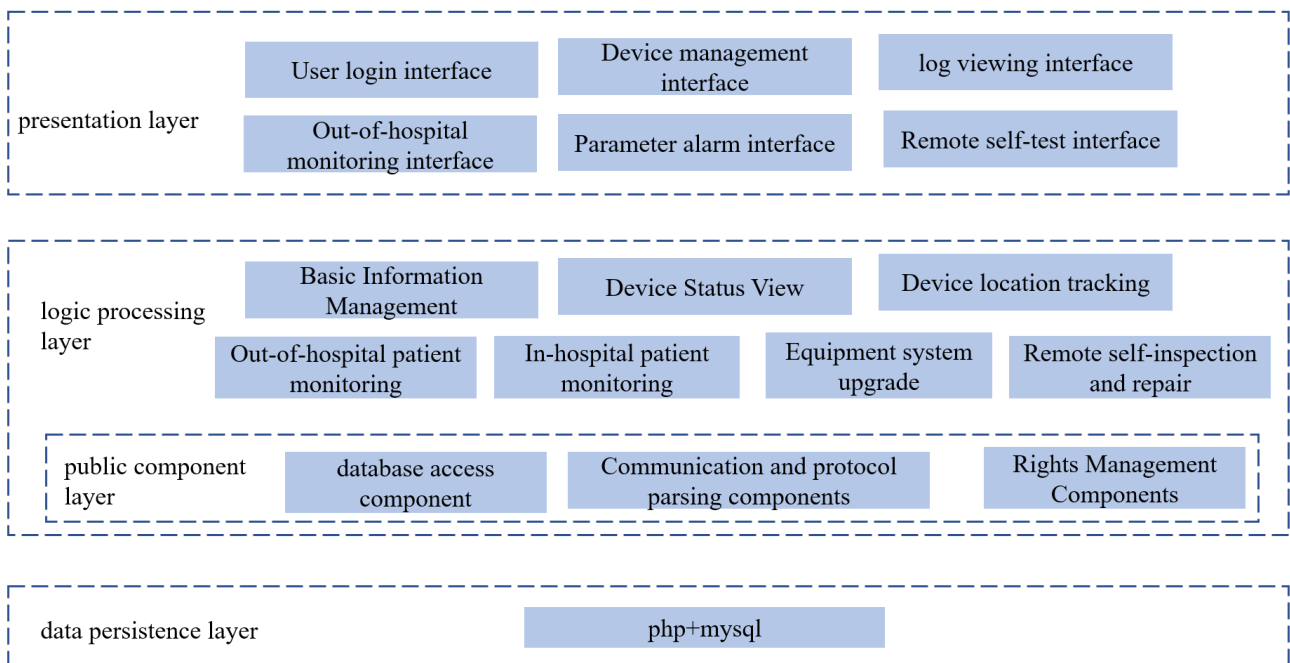 User login interface
Device management
interface
log viewing interface
presentation layer
Out-of-hospital
monitoring interface
Parameter alarm interface
Remote self-test interface
logic processing
layer
Basic Information
Management
Device Status View
Device location tracking
Out-of-hospital patient
monitoring
In-hospital patient
monitoring
Equipment system
upgrade
Remote self-inspection
and repair
public component
layer
database access
component
Communication and protocol
parsing components
Rights Management
Components
data persistence layer
php+mysql